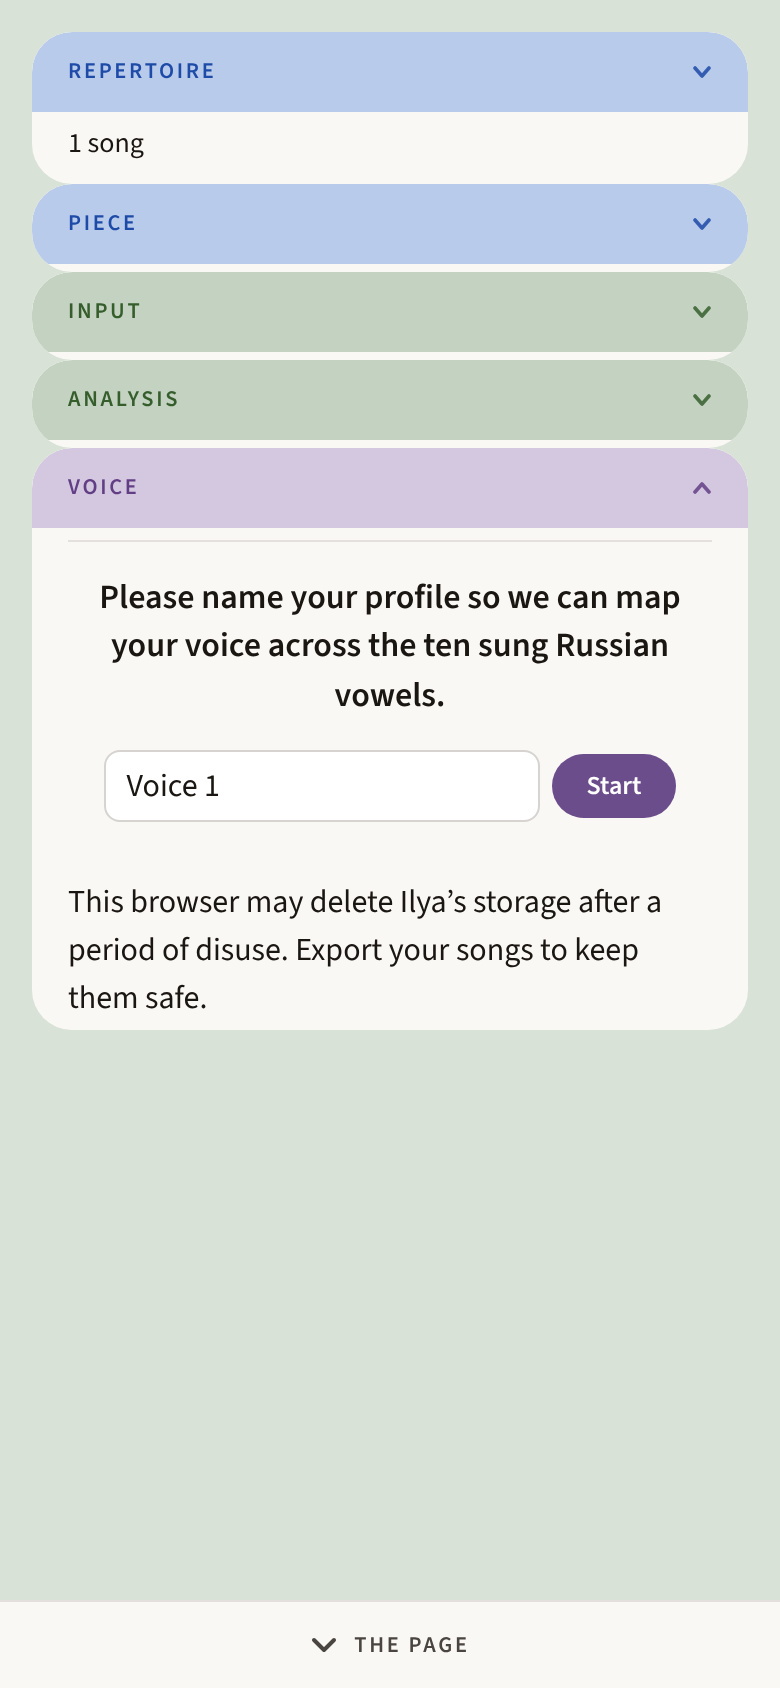 REPERTOIRE
1 song
PIECE
INPUT
ANALYSIS
VOICE
Please name your profile so we can map
your voice across the ten sung Russian
vowels.
Voice 1
Start
This browser may delete Ilya’s storage after a
period of disuse. Export your songs to keep
them safe.
THE PAGE